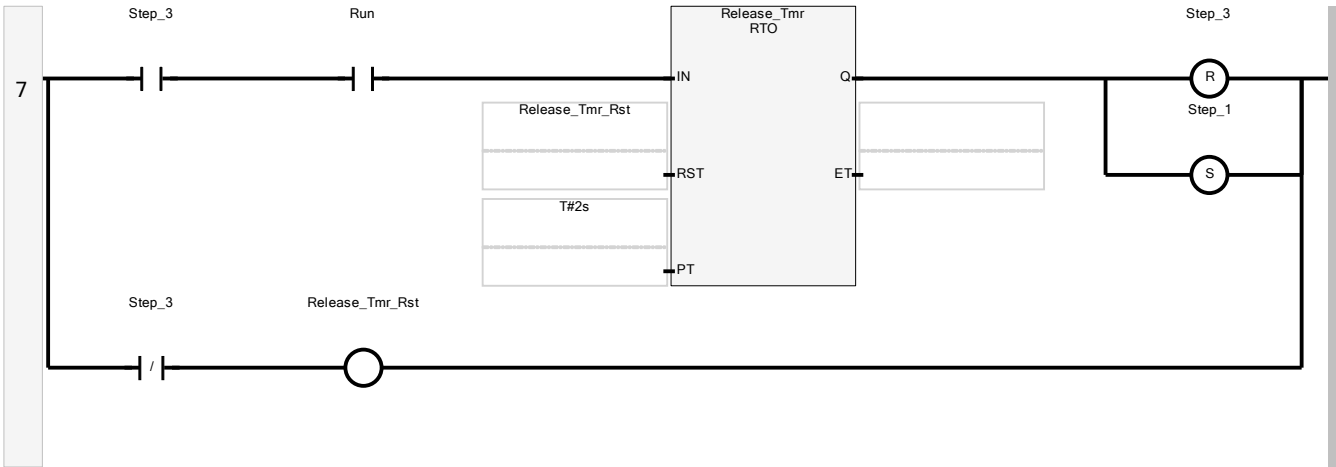 Step_3
Run
Release_Tmr
RTO
Step_3
7
IN
Q
R
Release_Tmr_Rst
Step_1
RST
ET
S
T#2s
PT
Step_3
Release_Tmr_Rst
/